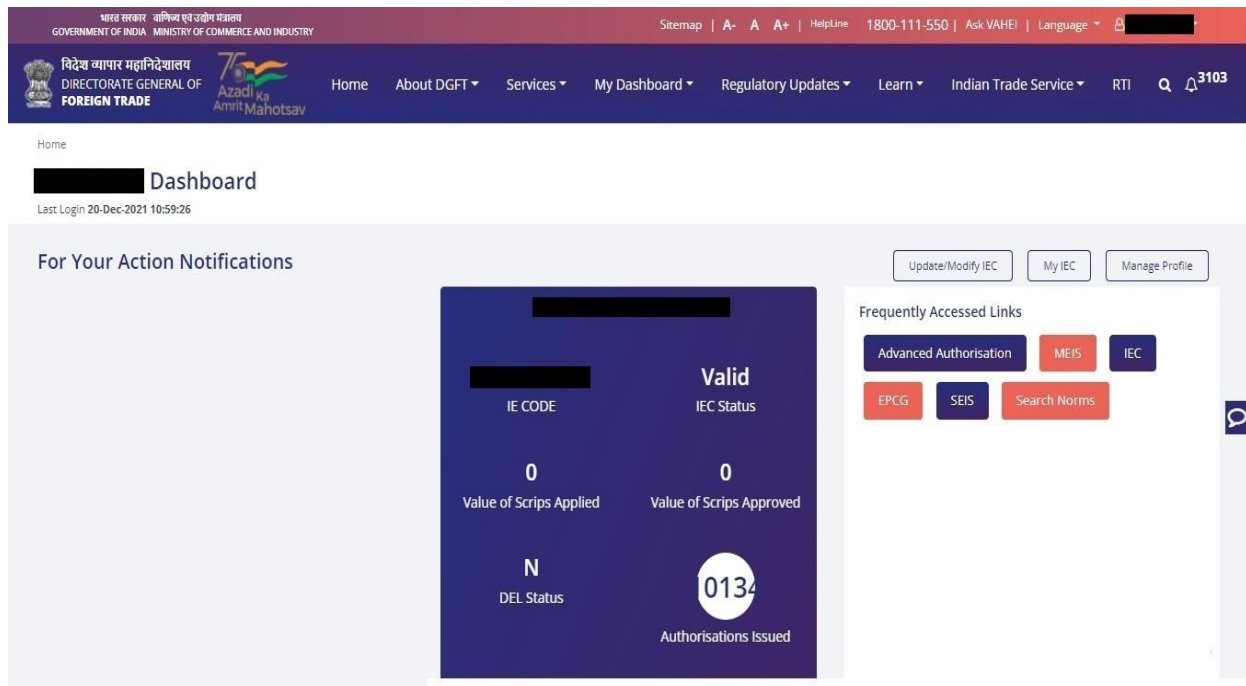 भारत सरकार वाणिज्य एवं उद्योग मंत्रालय
GOVERNMENT OF INDIA MINISTRY OF COMMERCE AND INDUSTRY
Sitemap | A- A A+ | HelpLine 1800-111-550 | Ask VAHEI | Language
विदेश व्यापार महानिदेशालय
DIRECTORATE GENERAL OF
FOREIGN TRADE
75
Azadi Ka
Amrit Mahotsav
Home About DGFT Services My Dashboard Regulatory Updates Learn Indian Trade Service RTI 3103
Home
Dashboard
Last Login 20-Dec-2021 10:59:26
For Your Action Notifications
Update/Modify IEC My IEC Manage Profile
IE CODE
Valid
IEC Status
0
Value of Scrips Applied
0
Value of Scrips Approved
N
DEL Status
0134
Authorisations Issued
Frequently Accessed Links
Advanced Authorisation MEIS IEC
EPCG SEIS Search Norms